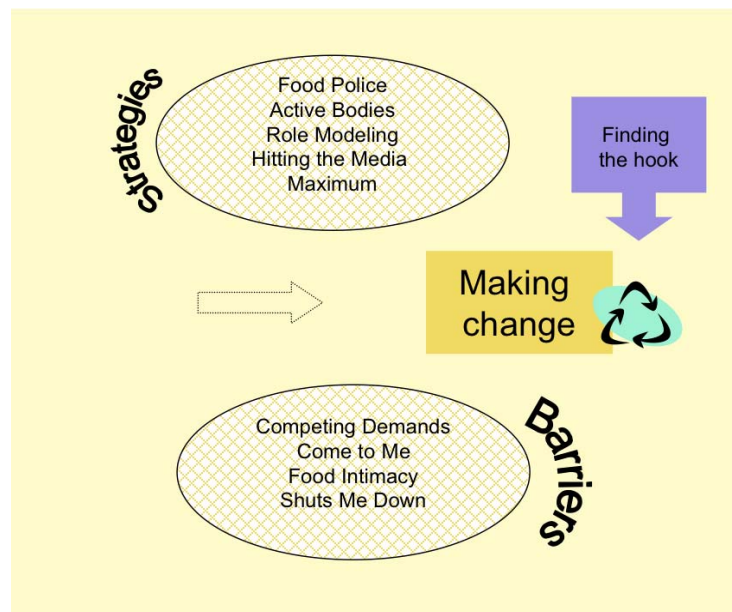 Strategies
Food Police
Active Bodies
Role Modeling
Hitting the Media
Maximum
Finding
the hook
Making
change
Competing Demands
Come to Me
Food Intimacy
Shuts Me Down
Barriers